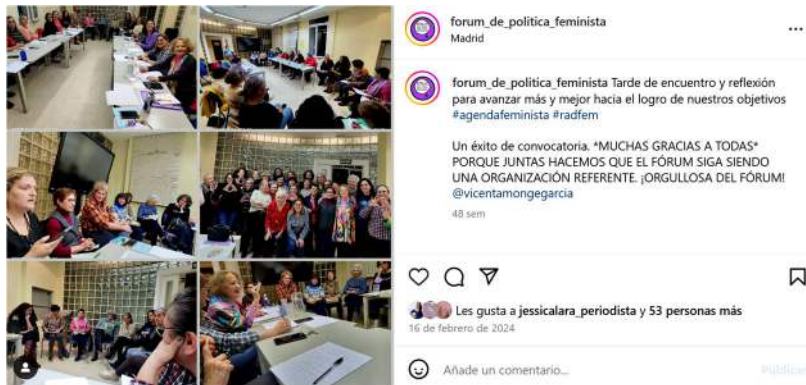 forum_de_politica_feminista
Madrid
forum_de_politica_feminista Tarde de encuentro y reflexión
para avanzar más y mejor hacia el logro de nuestros objetivos
#agendafeminista #radfem
Un éxito de convocatoria. *MUCHAS GRACIAS A TODAS*
PORQUE JUNTAS HACEMOS QUE EL FÓRUM SIGA SIENDO
UNA ORGANIZACIÓN REFERENTE. ¡ORGULLOSA DEL FÓRUM!
@vicentamongegarcia
48 sem
Les gusta a jessicalara_periodista y 53 personas más
16 de febrero de 2024
Añade un comentario...
Publicar